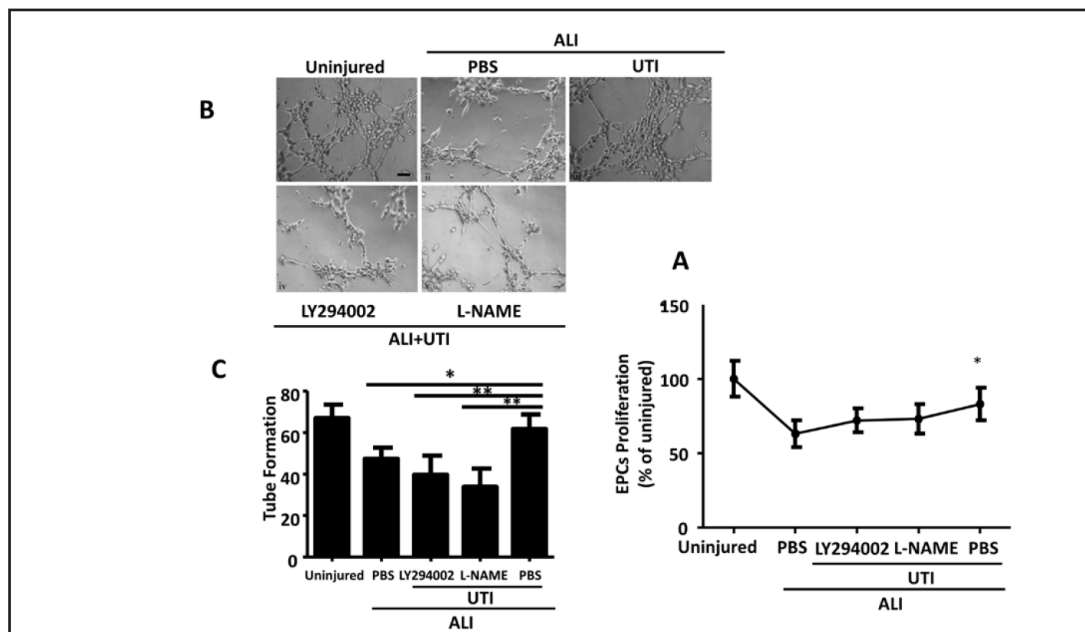 ALI
Uninjured PBS UTI
B
ii
iv
LY294002 L-NAME
ALI+UTI
A
150
100
50
0
EPCs Proliferation
(% of uninjured)
*
Uninjured PBS LY294002 L-NAME PBS
UTI
ALI
C
80
60
40
20
0
Tube Formation
*
**
**
Uninjured PBS LY294002 L-NAME PBS
UTI
ALI